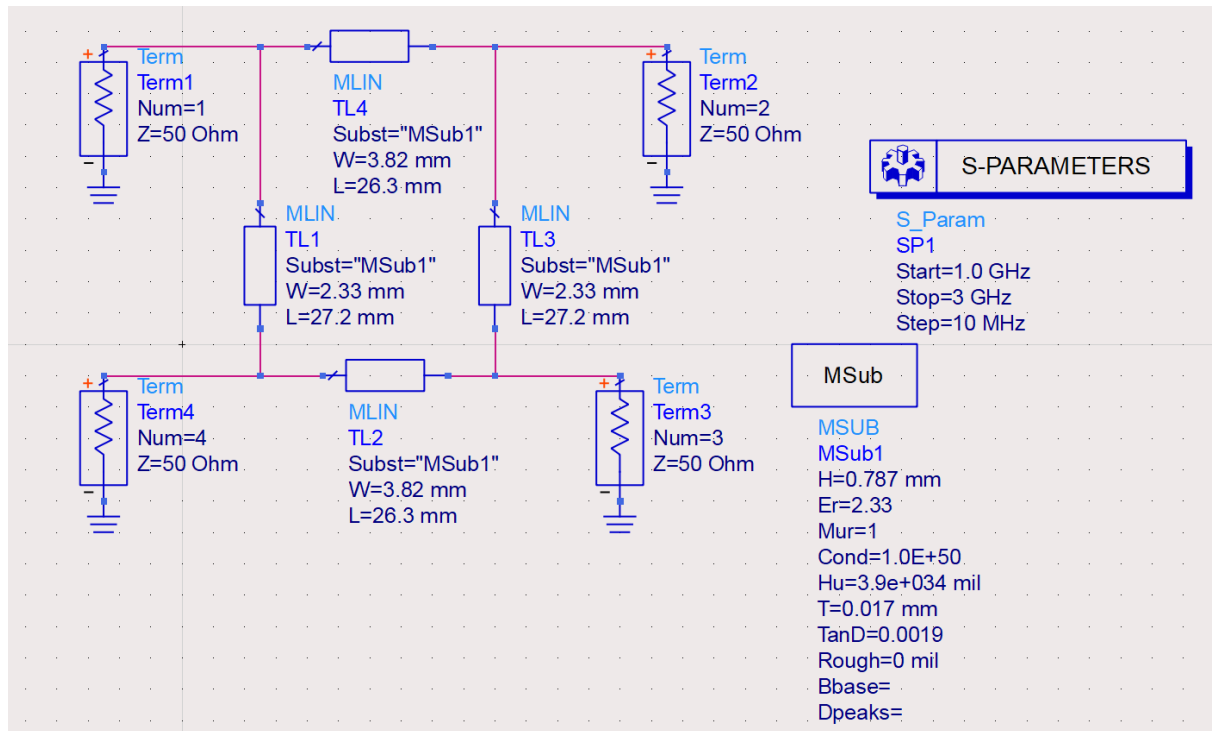 Term
Term1
Num=1
Z=50 Ohm
MLIN
TL4
Subst="MSub1"
W=3.82 mm
L=26.3 mm
Term
Term2
Num=2
Z=50 Ohm
S-PARAMETERS
S_Param
SP1
Start=1.0 GHz
Stop=3 GHz
Step=10 MHz
MLIN
TL1
Subst="MSub1"
W=2.33 mm
L=27.2 mm
MLIN
TL3
Subst="MSub1"
W=2.33 mm
L=27.2 mm
Term
Term4
Num=4
Z=50 Ohm
MLIN
TL2
Subst="MSub1"
W=3.82 mm
L=26.3 mm
Term
Term3
Num=3
Z=50 Ohm
MSub
MSUB
MSub1
H=0.787 mm
Er=2.33
Mur=1
Cond=1.0E+50
Hu=3.9e+034 mil
T=0.017 mm
TanD=0.0019
Rough=0 mil
Bbase=
Dpeaks=